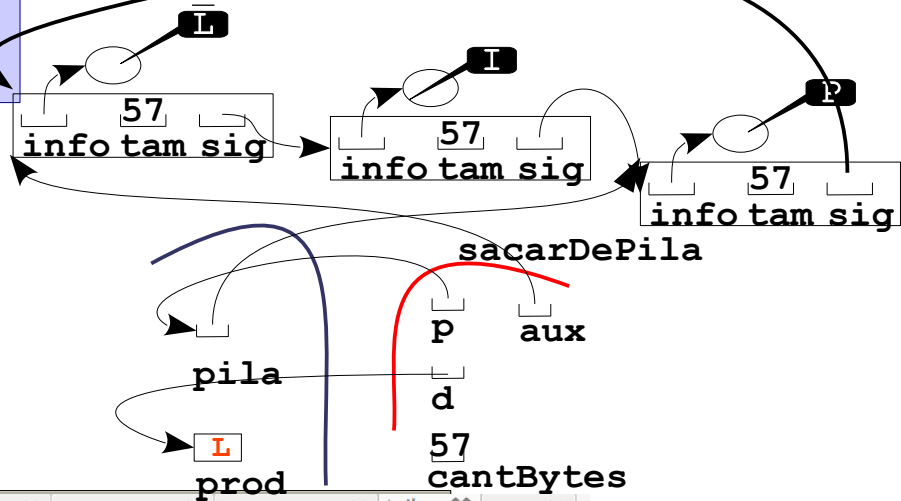 L
57
info tam sig
I
57
info tam sig
P
57
info tam sig
sacarDePila
p
aux
pila
d
L
57
prod
cantBytes